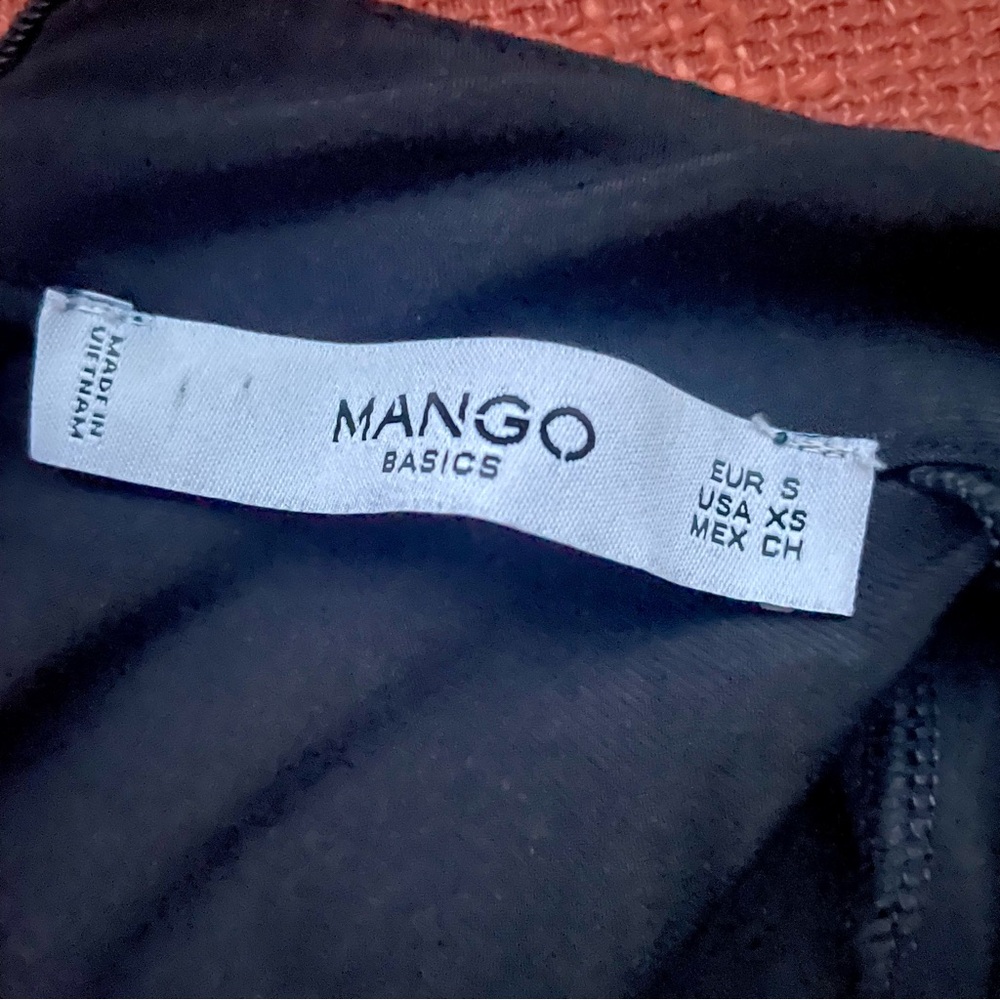 MADE IN
VIETNAM
MANGO
BASICS
EUR S
USA XS
MEX CH